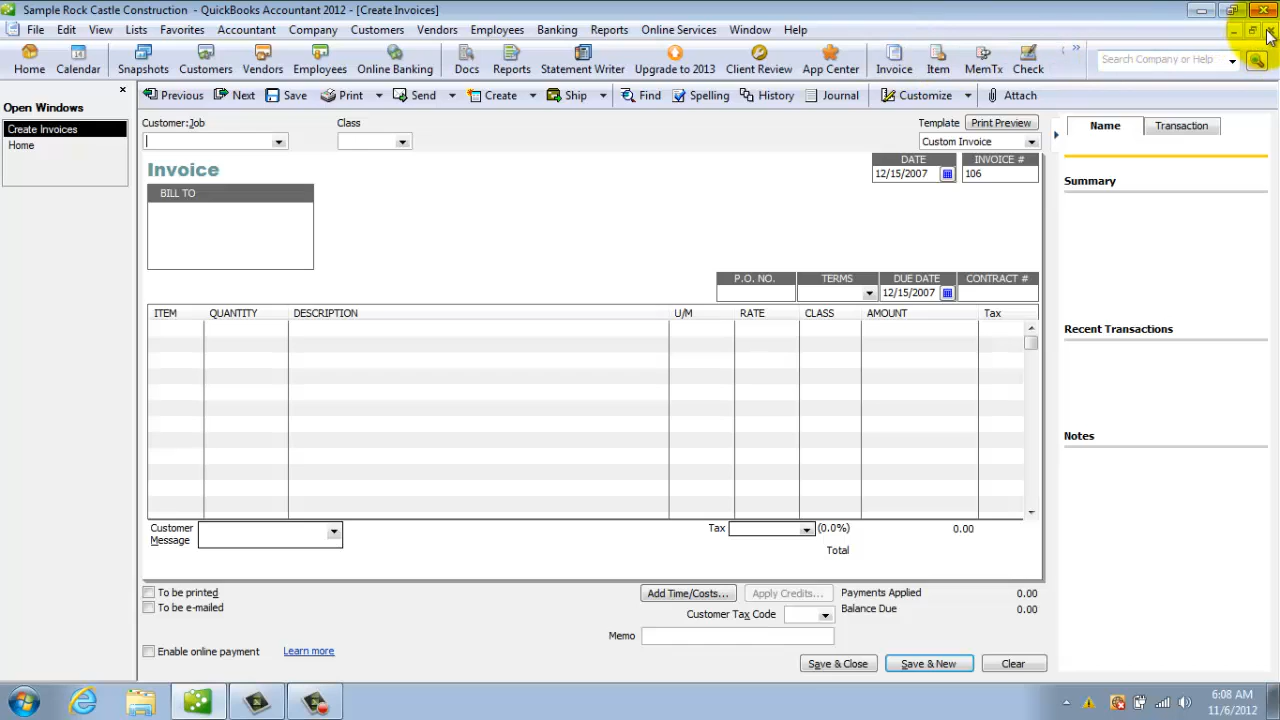 Sample Rock Castle Construction - QuickBooks Accountant 2012 - [Create Invoices]
File Edit View Lists Favorites Accountant Company Customers Vendors Employees Banking Reports Online Services Window Help
Home Calendar Snapshots Customers Vendors Employees Online Banking Docs Reports Statement Writer Upgrade to 2013 Client Review App Center Invoice Item MemTx Check Search Company or Help
Open Windows
Create Invoices
Home
Previous Next Save Print Send Create Ship Find Spelling History Journal Customize Attach
Customer:Job Class Template Print Preview
Custom Invoice
Invoice
DATE INVOICE #
12/15/2007 106
BILL TO
P.O. NO. TERMS DUE DATE CONTRACT #
12/15/2007
ITEM QUANTITY DESCRIPTION U/M RATE CLASS AMOUNT Tax
Customer Message
Tax (0.0%) 0.00
Total
To be printed
To be e-mailed
Add Time/Costs... Apply Credits... Payments Applied 0.00
Customer Tax Code Balance Due 0.00
Memo
Enable online payment Learn more
Save & Close Save & New Clear
Name Transaction
Summary
Recent Transactions
Notes
14
6:08 AM
11/6/2012